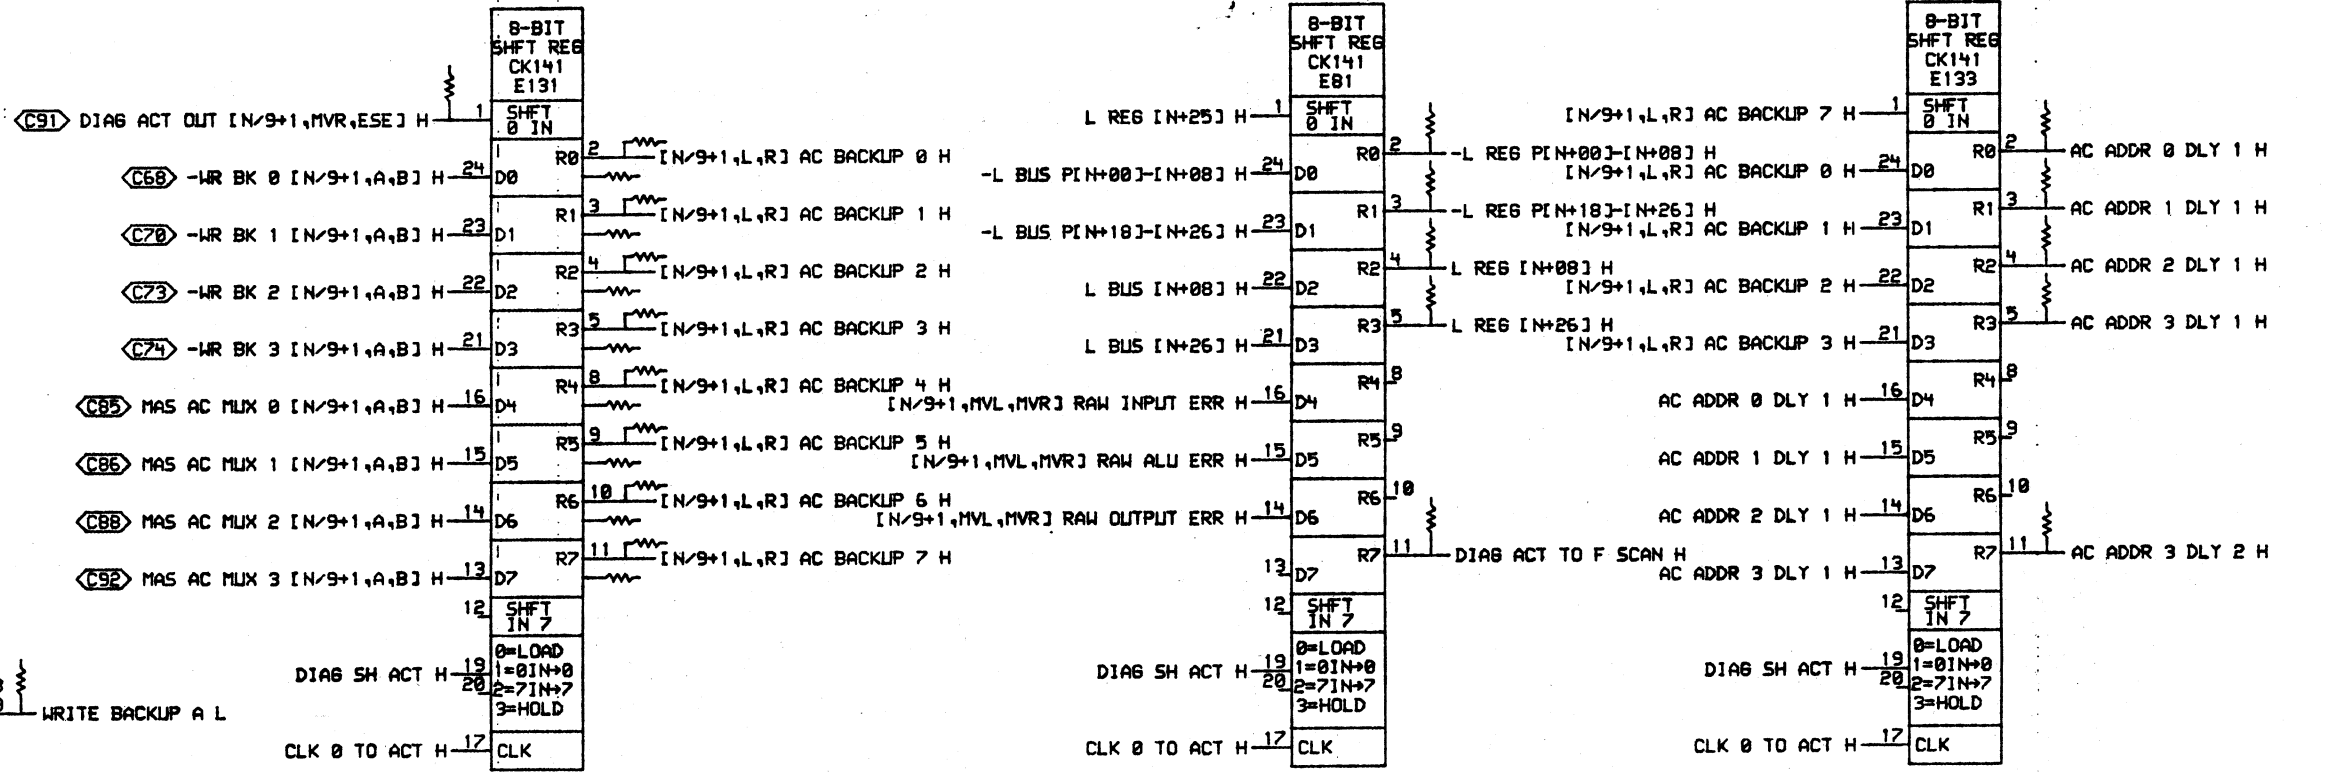 8-BIT
SHFT REG
CK141
E131
C91 DIAG ACT OUT [N/9+1,MVR,ESE] H 1 SHFT
0 IN
R0 2 [N/9+1,L,R] AC BACKUP 0 H
C68 -WR BK 0 [N/9+1,A,B] H 24 D0
R1 3 [N/9+1,L,R] AC BACKUP 1 H
C70 -WR BK 1 [N/9+1,A,B] H 23 D1
R2 4 [N/9+1,L,R] AC BACKUP 2 H
C73 -WR BK 2 [N/9+1,A,B] H 22 D2
R3 5 [N/9+1,L,R] AC BACKUP 3 H
C74 -WR BK 3 [N/9+1,A,B] H 21 D3
R4 8 [N/9+1,L,R] AC BACKUP 4 H
C85 MAS AC MUX 0 [N/9+1,A,B] H 16 D4
R5 9 [N/9+1,L,R] AC BACKUP 5 H
C86 MAS AC MUX 1 [N/9+1,A,B] H 15 D5
R6 10 [N/9+1,L,R] AC BACKUP 6 H
C88 MAS AC MUX 2 [N/9+1,A,B] H 14 D6
R7 11 [N/9+1,L,R] AC BACKUP 7 H
C92 MAS AC MUX 3 [N/9+1,A,B] H 13 D7
12 SHFT
IN 7
0=LOAD
DIAG SH ACT H 19 1=0IN→0
20 2=7IN→7
3=HOLD
WRITE BACKUP A L
CLK 0 TO ACT H 17 CLK
8-BIT
SHFT REG
CK141
E81
L REG [N+25] H 1 SHFT
0 IN
R0 2 -L REG P[N+00]-[N+08] H
-L BUS P[N+00]-[N+08] H 24 D0
R1 3 -L REG P[N+18]-[N+26] H
-L BUS P[N+18]-[N+26] H 23 D1
R2 4 L REG [N+08] H
L BUS [N+08] H 22 D2
R3 5 L REG [N+26] H
L BUS [N+26] H 21 D3
R4 8
[N/9+1,MVL,MVR] RAW INPUT ERR H 16 D4
R5 9
[N/9+1,MVL,MVR] RAW ALU ERR H 15 D5
R6 10
[N/9+1,MVL,MVR] RAW OUTPUT ERR H 14 D6
R7 11 DIAG ACT TO F SCAN H
13 D7
12 SHFT
IN 7
0=LOAD
DIAG SH ACT H 19 1=0IN→0
20 2=7IN→7
3=HOLD
CLK 0 TO ACT H 17 CLK
8-BIT
SHFT REG
CK141
E133
[N/9+1,L,R] AC BACKUP 7 H 1 SHFT
0 IN
R0 2 AC ADDR 0 DLY 1 H
[N/9+1,L,R] AC BACKUP 0 H 24 D0
R1 3 AC ADDR 1 DLY 1 H
[N/9+1,L,R] AC BACKUP 1 H 23 D1
R2 4 AC ADDR 2 DLY 1 H
[N/9+1,L,R] AC BACKUP 2 H 22 D2
R3 5 AC ADDR 3 DLY 1 H
[N/9+1,L,R] AC BACKUP 3 H 21 D3
R4 8
AC ADDR 0 DLY 1 H 16 D4
R5 9
AC ADDR 1 DLY 1 H 15 D5
R6 10
AC ADDR 2 DLY 1 H 14 D6
R7 11 AC ADDR 3 DLY 2 H
AC ADDR 3 DLY 1 H 13 D7
12 SHFT
IN 7
0=LOAD
DIAG SH ACT H 19 1=0IN→0
20 2=7IN→7
3=HOLD
CLK 0 TO ACT H 17 CLK